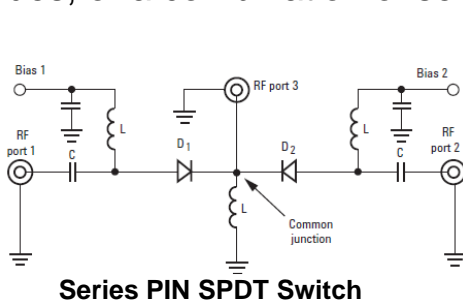 Bias 1
Bias 2
RF port 3
L
L
RF
port 1
C
D1
D2
C
RF
port 2
L
Common
junction
Series PIN SPDT Switch